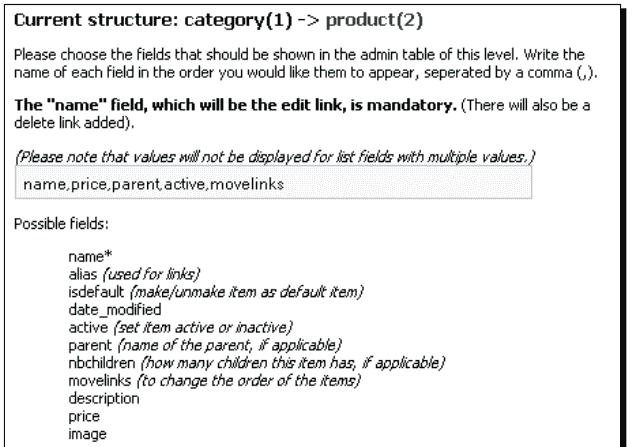 Current structure: category(1) -> product(2)
Please choose the fields that should be shown in the admin table of this level. Write the
name of each field in the order you would like them to appear, seperated by a comma (,).
The "name" field, which will be the edit link, is mandatory. (There will also be a
delete link added).
(Please note that values will not be displayed for list fields with multiple values.)
name,price,parent,active,movelinks
Possible fields:
name*
alias (used for links)
isdefault (make/unmake item as default item)
date_modified
active (set item active or inactive)
parent (name of the parent, if applicable)
nbchildren (how many children this item has, if applicable)
movelinks (to change the order of the items)
description
price
image